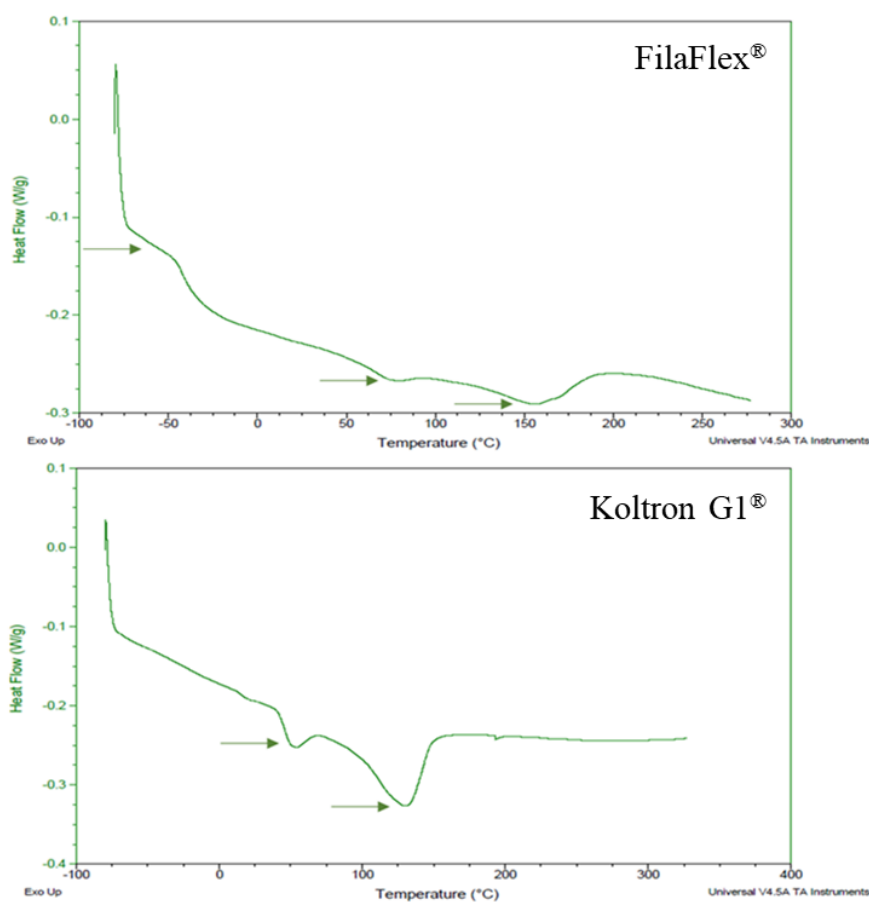 FilaFlex®
0.1
0.0
-0.1
-0.2
-0.3
Heat Flow (W/g)
-100 -50 0 50 100 150 200 250 300
Exo Up Temperature (°C) Universal V4.5A TA Instruments
Koltron G1®
0.1
0.0
-0.1
-0.2
-0.3
-0.4
Heat Flow (W/g)
-100 0 100 200 300 400
Exo Up Temperature (°C) Universal V4.5A TA Instruments